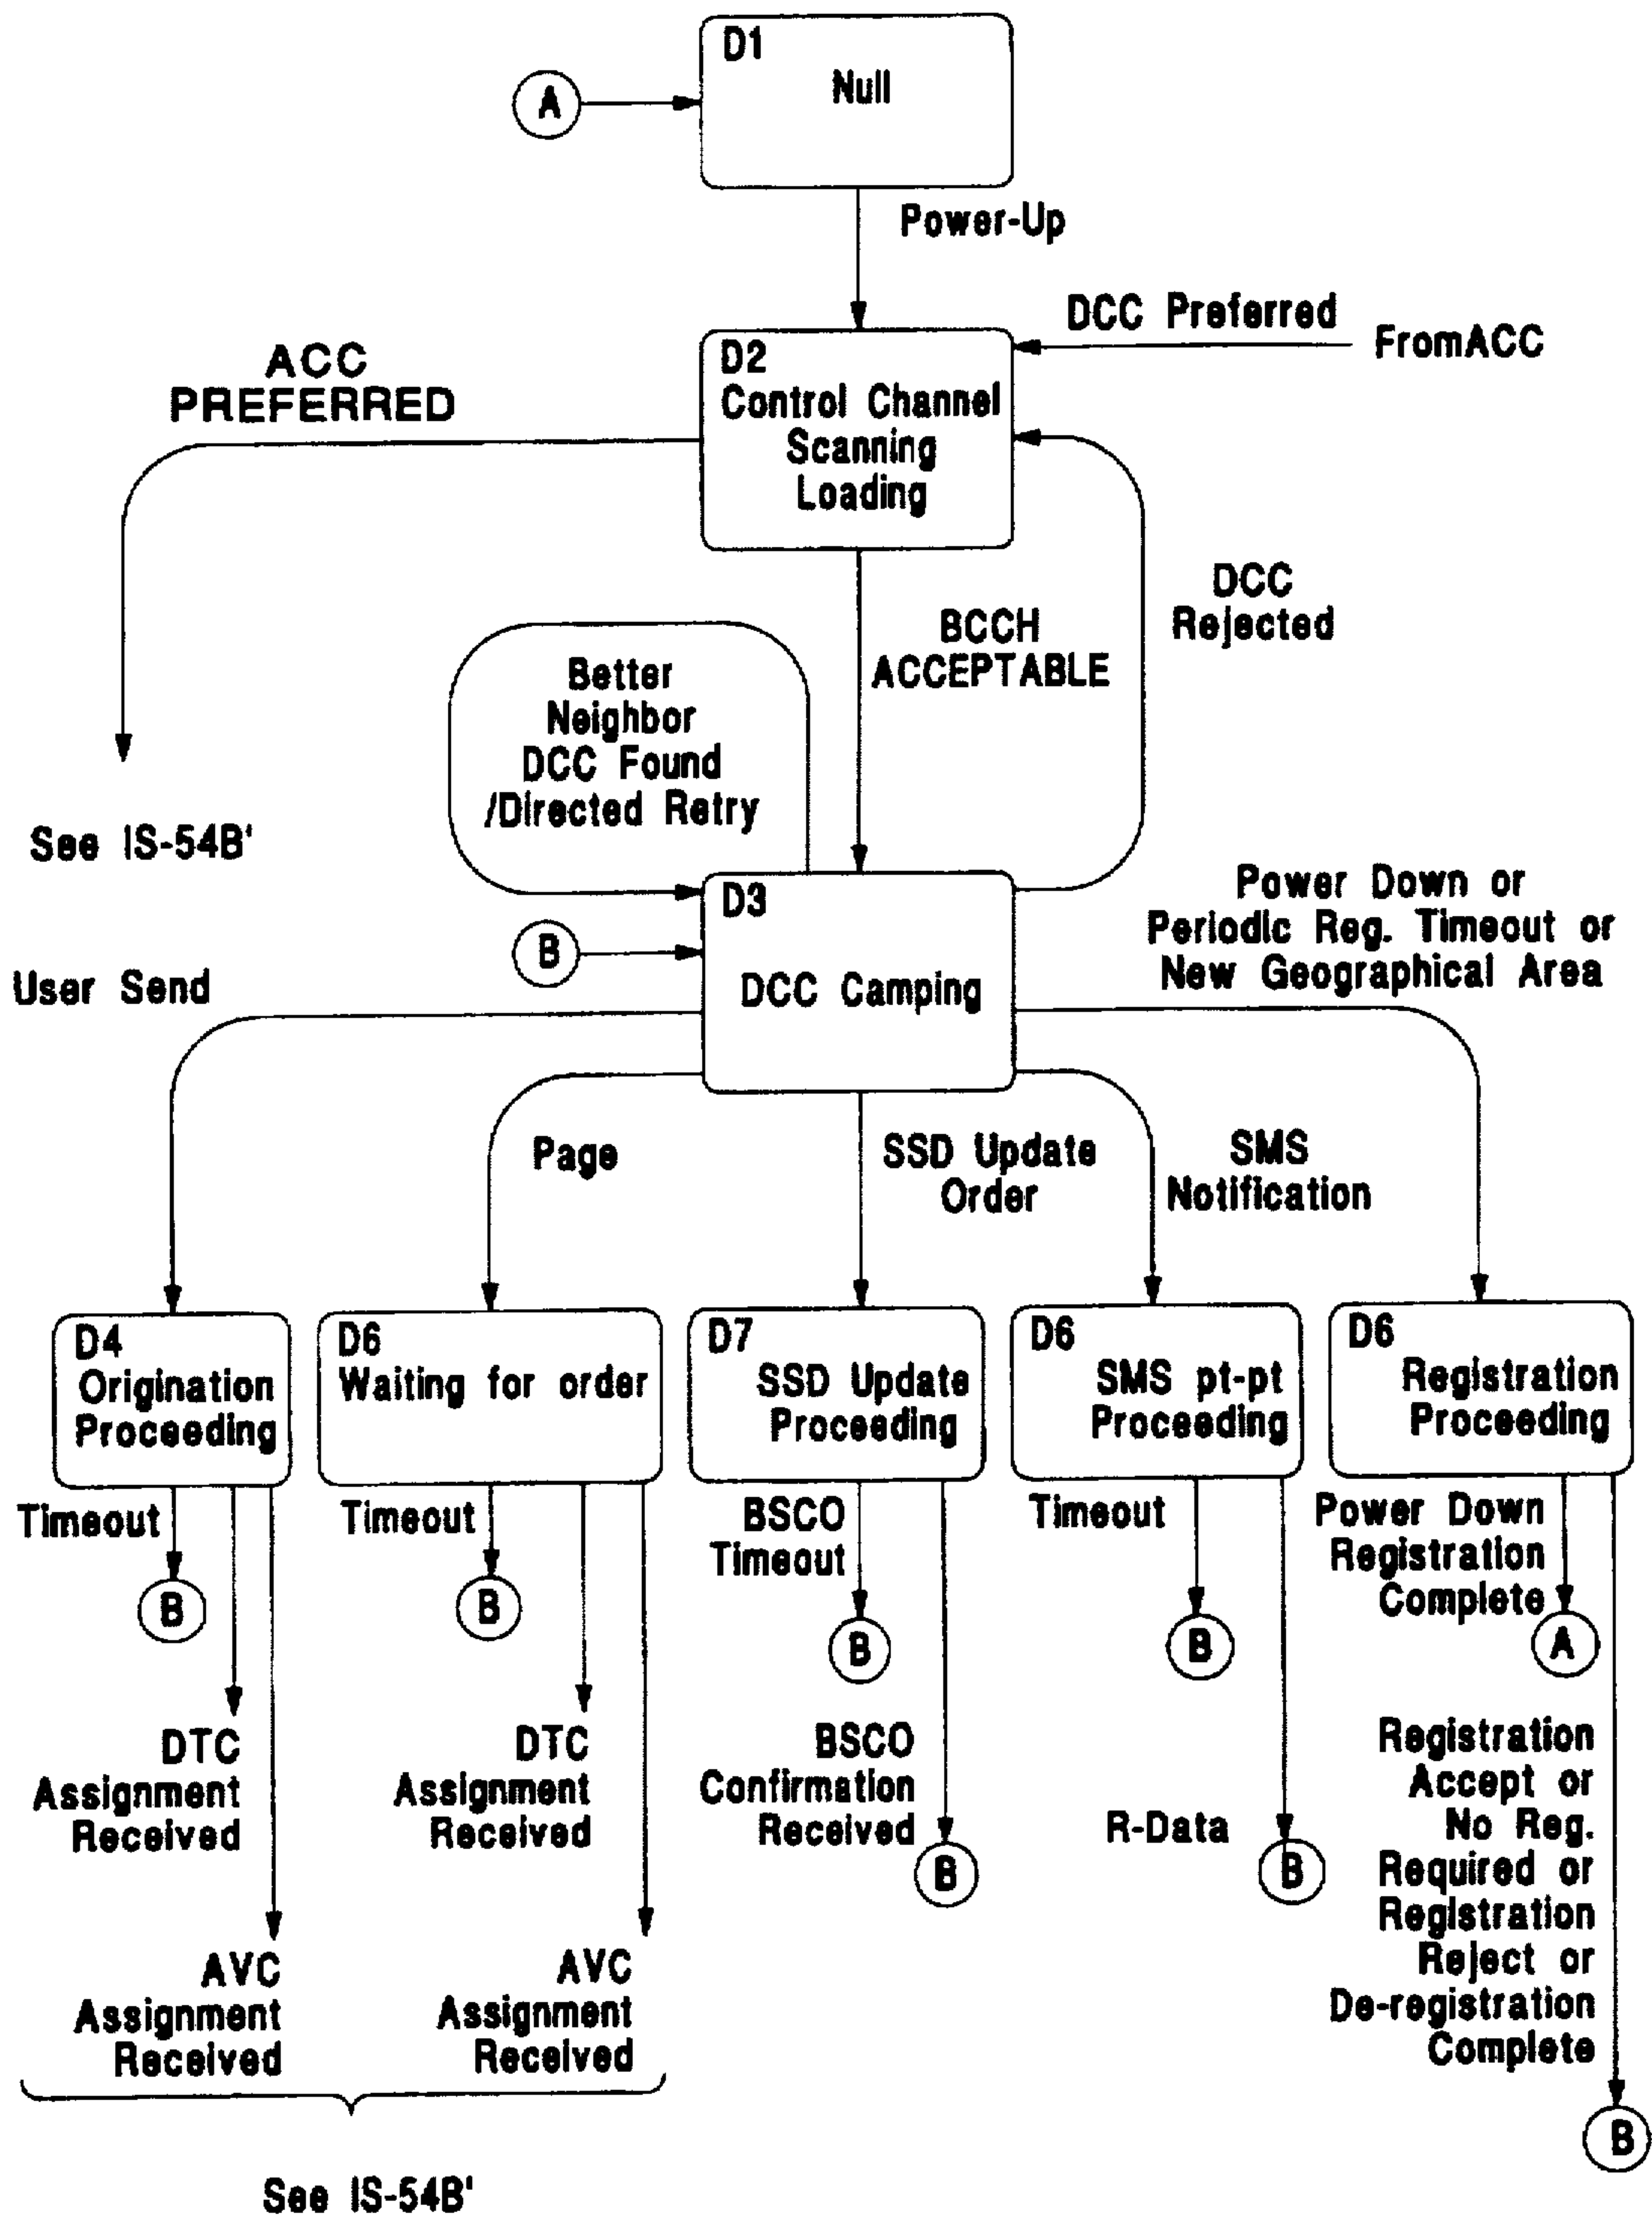 D1
Null
A
Power-Up
DCC Preferred
FromACC
ACC
PREFERRED
D2
Control Channel
Scanning
Loading
DCC
Rejected
BCCH
ACCEPTABLE
Better
Neighbor
DCC Found
/Directed Retry
See IS-54B'
Power Down or
Periodic Reg. Timeout or
New Geographical Area
D3
DCC Camping
B
User Send
Page
SSD Update
Order
SMS
Notification
D4
Origination
Proceeding
D6
Waiting for order
D7
SSD Update
Proceeding
D6
SMS pt-pt
Proceeding
D6
Registration
Proceeding
Timeout
B
DTC
Assignment
Received
AVC
Assignment
Received
Timeout
B
DTC
Assignment
Received
AVC
Assignment
Received
See IS-54B'
BSCO
Timeout
B
BSCO
Confirmation
Received
B
Timeout
B
R-Data
B
Power Down
Registration
Complete
A
Registration
Accept or
No Reg.
Required or
Registration
Reject or
De-registration
Complete
B